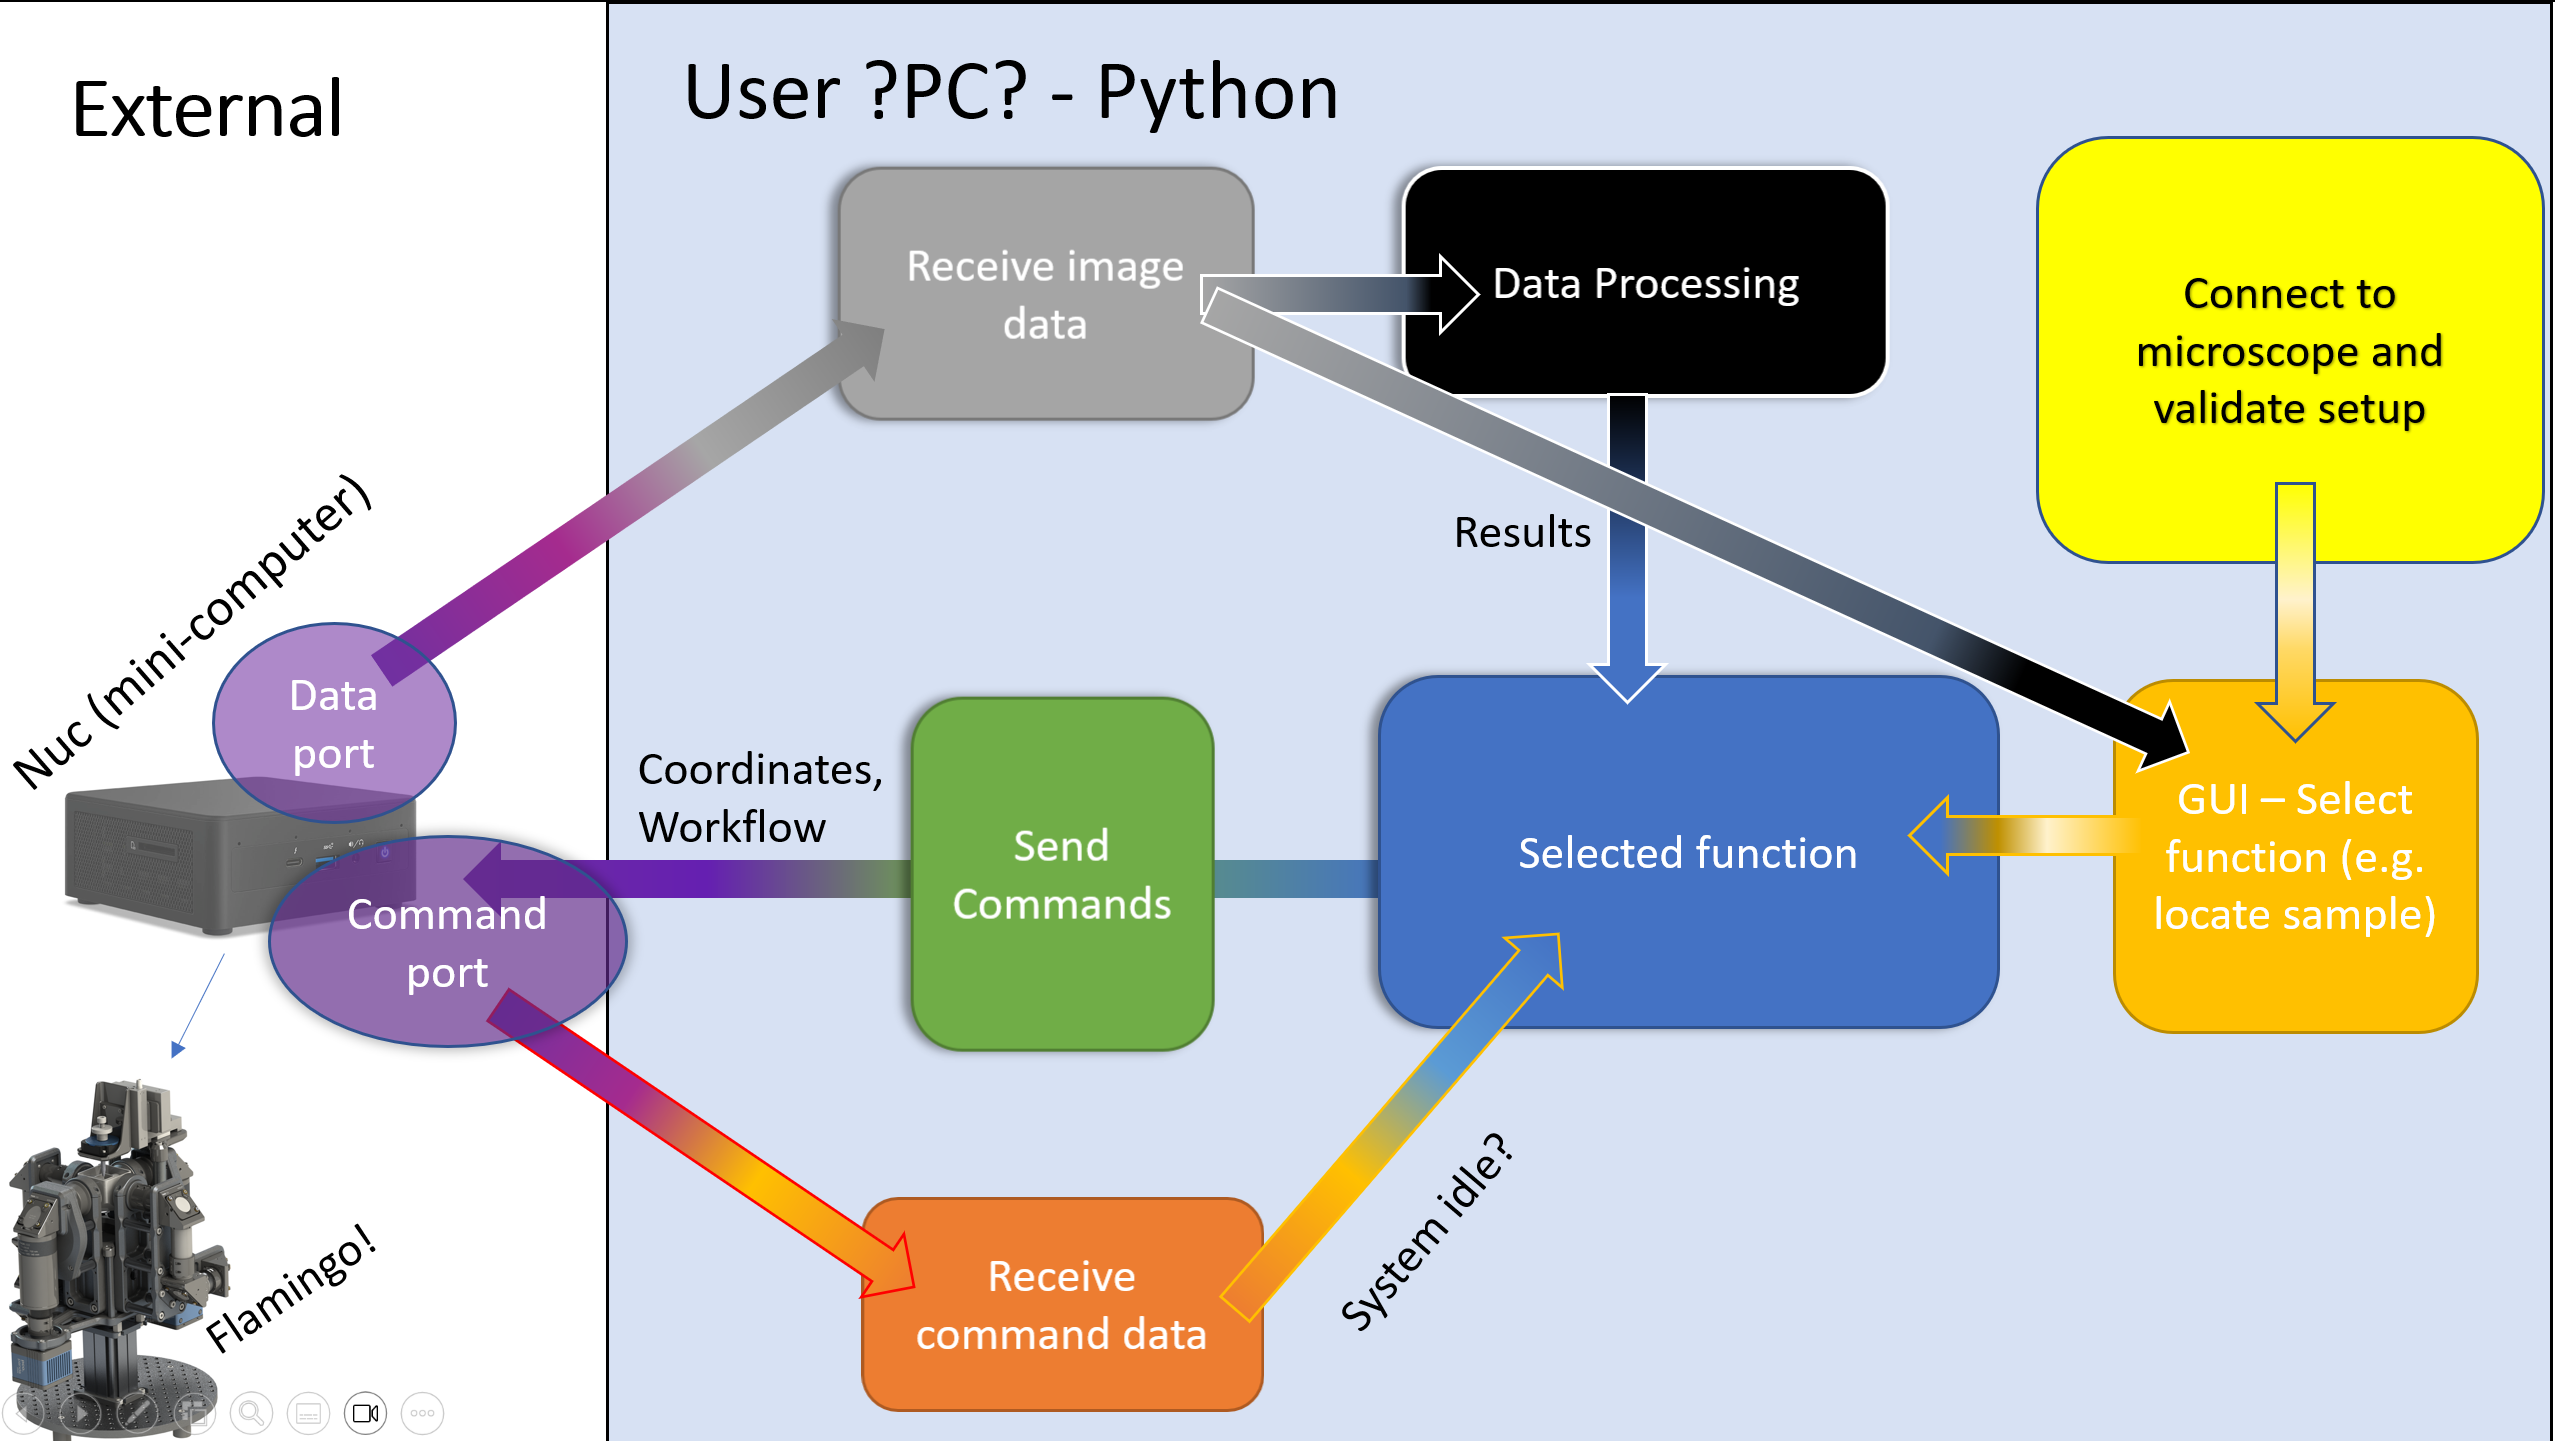 External
User ?PC? - Python
Receive image
data
Data Processing
Connect to
microscope and
validate setup
Results
Nuc (mini-computer)
Data
port
Coordinates,
Workflow
Send
Commands
Selected function
GUI – Select
function (e.g.
locate sample)
Command
port
System idle?
Receive
command data
Flamingo!